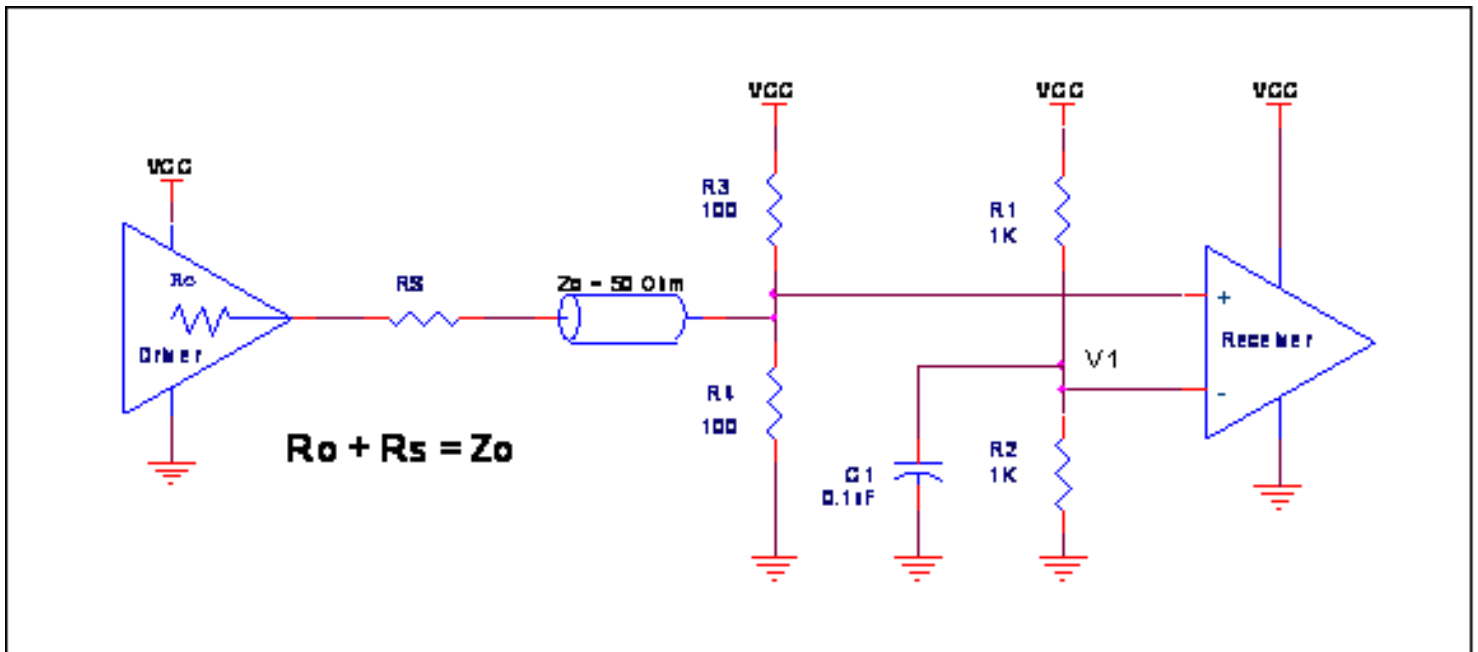 VCC
VCC
VCC
VCC
R3
100
R1
1K
Ro
RS
Zo = 50 Ohm
Driver
+
Receiver
V1
-
R4
100
Ro + Rs = Zo
C1
0.1uF
R2
1K